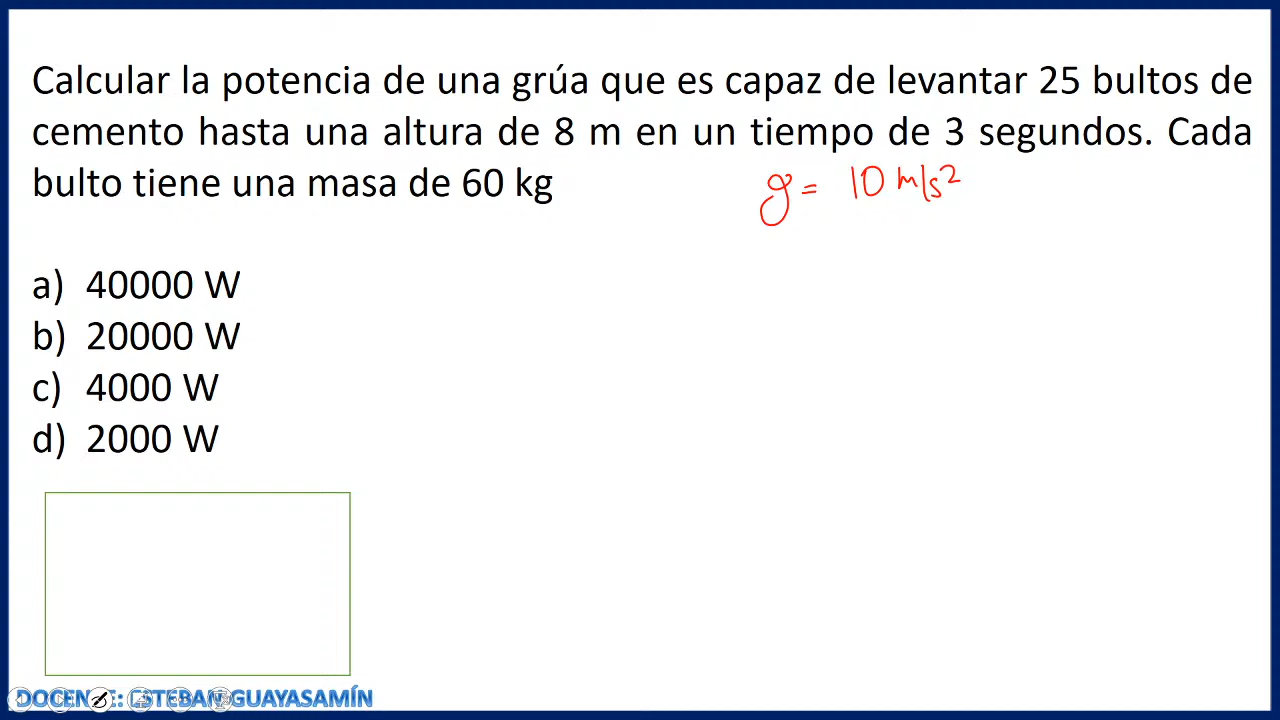 Calcular la potencia de una grúa que es capaz de levantar 25 bultos de
cemento hasta una altura de 8 m en un tiempo de 3 segundos. Cada
bulto tiene una masa de 60 kg
g = 10 m/s²
a) 40000 W
b) 20000 W
c) 4000 W
d) 2000 W
DOCENTE: ESTEBAN GUAYASAMÍN